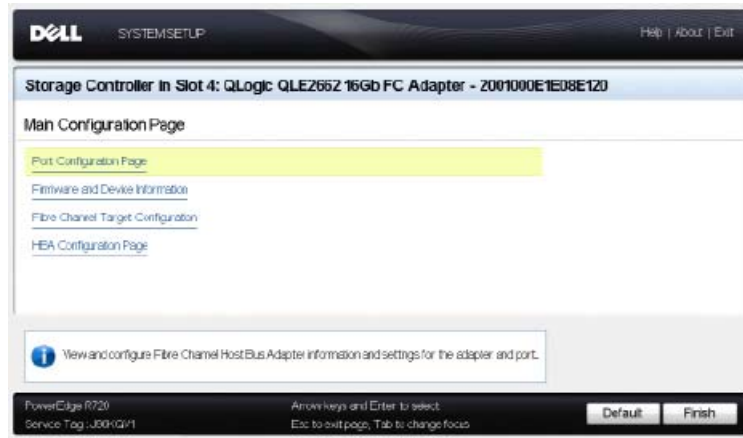 DELL SYSTEM SETUP Help | About | Exit
Storage Controller in Slot 4: QLogic QLE2662 16Gb FC Adapter - 2001000E1E08E120
Main Configuration Page
Port Configuration Page
Firmware and Device Information
Fibre Channel Target Configuration
HBA Configuration Page
View and configure Fibre Channel Host Bus Adapter information and settings for the adapter and port.
PowerEdge R720 Arrow keys and Enter to select
Service Tag : Esc to exit page, Tab to change focus
Default Finish